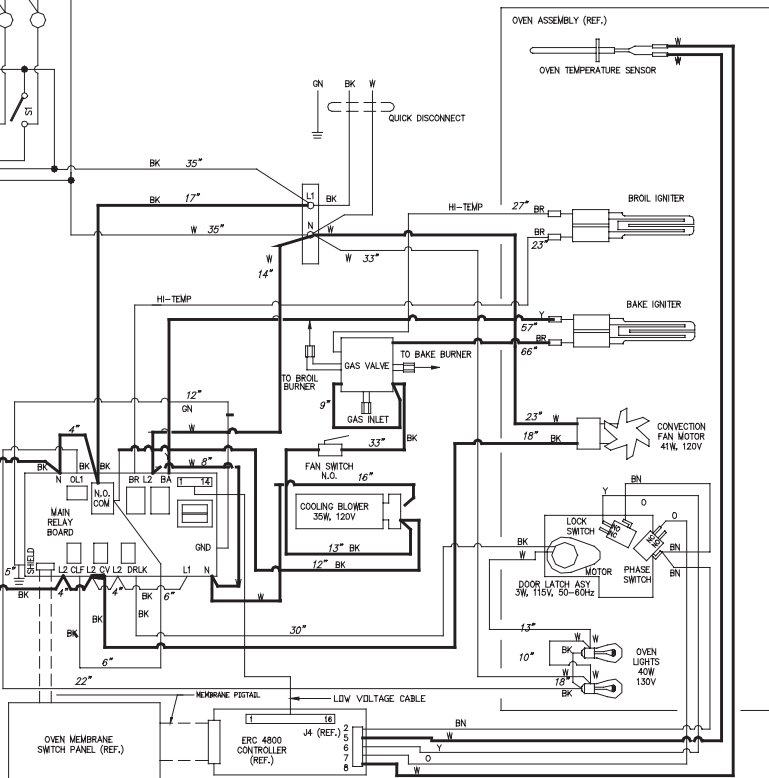 OVEN ASSEMBLY (REF.)
W
W
OVEN TEMPERATURE SENSOR
GN BK W
QUICK DISCONNECT
S1
BK 35"
BK 17"
L1
BK
HI-TEMP
27"
BR
BROIL IGNITER
W 35"
N
W
BR
23"
W 33"
W
14"
HI-TEMP
BAKE IGNITER
Y
57"
BR
66"
GAS VALVE
TO BAKE BURNER
TO BROIL
BURNER
12"
GN
9"
GAS INLET
23" W
CONVECTION
FAN MOTOR
41W, 120V
18" BK
4"
W
33"
BK
FAN SWITCH
N.O.
W 8"
16"
BK
BK
BK
N OL1
BR L2 BA
1 14
N.O.
COM
MAIN
RELAY
BOARD
COOLING BLOWER
35W, 120V
BN
Y
O
O
LOCK
SWITCH
NO
NC
NO
NC
GND
SHIELD
13" BK
12" BK
BK
W
MOTOR
PHASE
SWITCH
BN
BN
DOOR LATCH ASY
3W, 115V, 50-60Hz
5"
L2 CLF L2 CV L2 DRLK
L1 N
BK
4"
4"
6"
BK
BK
W
BK
30"
13"
W
W
BK
OVEN
LIGHTS
40W
130V
10"
W
6"
22"
18"
BK
MEMBRANE PIGTAIL
LOW VOLTAGE CABLE
OVEN MEMBRANE
SWITCH PANEL (REF.)
1 16
ERC 4800
CONTROLLER
(REF.)
J4 (REF.)
2
5
6
7
8
BN
W
Y
O
W